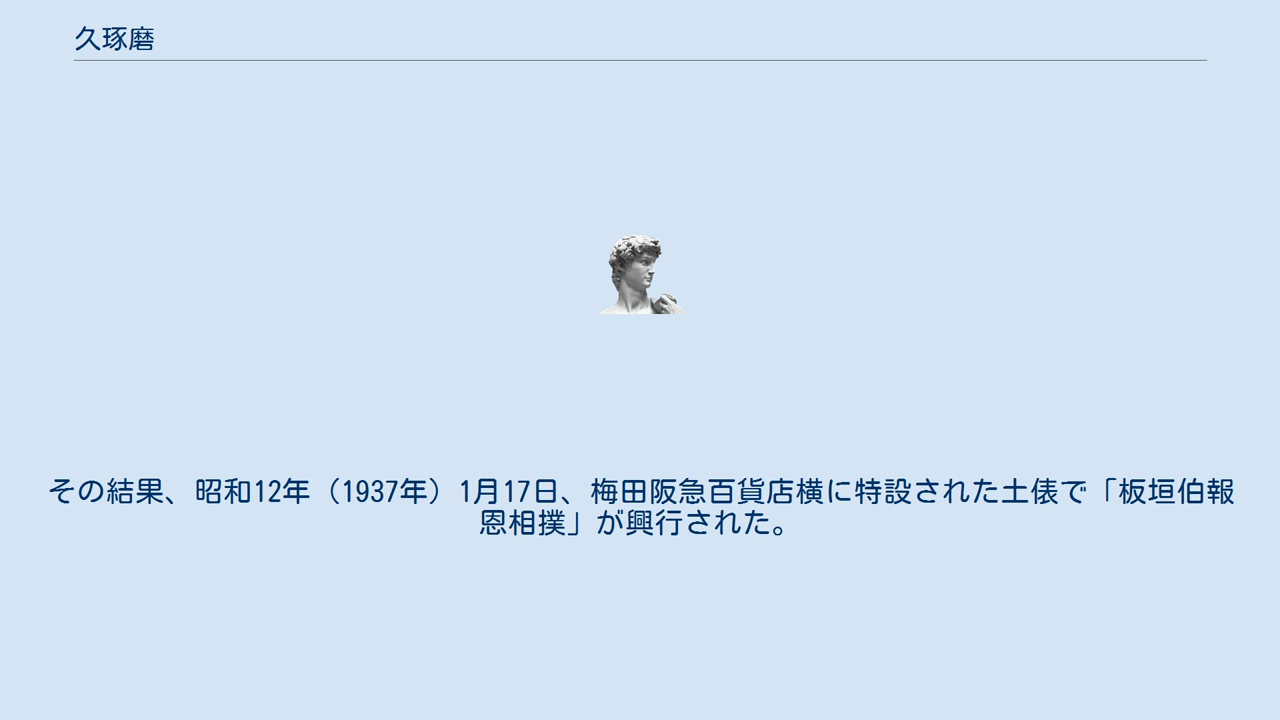 久琢磨
その結果、昭和12年（1937年）1月17日、梅田阪急百貨店横に特設された土俵で「板垣伯報
恩相撲」が興行された。